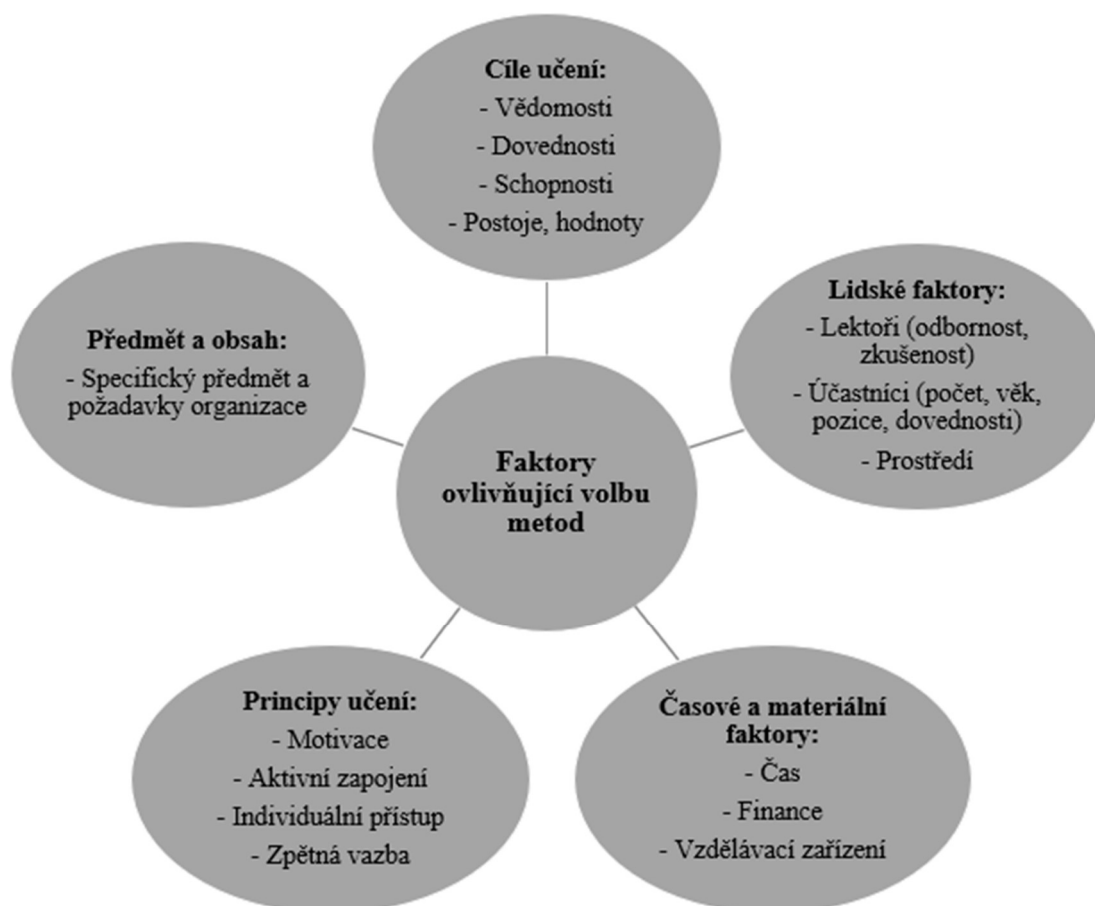 Cíle učení:
- Vědomosti
- Dovednosti
- Schopnosti
- Postoje, hodnoty
Lidské faktory:
- Lektoři (odbornost,
zkušenost)
- Účastníci (počet, věk,
pozice, dovednosti)
- Prostředí
Předmět a obsah:
- Specifický předmět a
požadavky organizace
Faktory
ovlivňující volbu
metod
Principy učení:
- Motivace
- Aktivní zapojení
- Individuální přístup
- Zpětná vazba
Časové a materiální
faktory:
- Čas
- Finance
- Vzdělávací zařízení